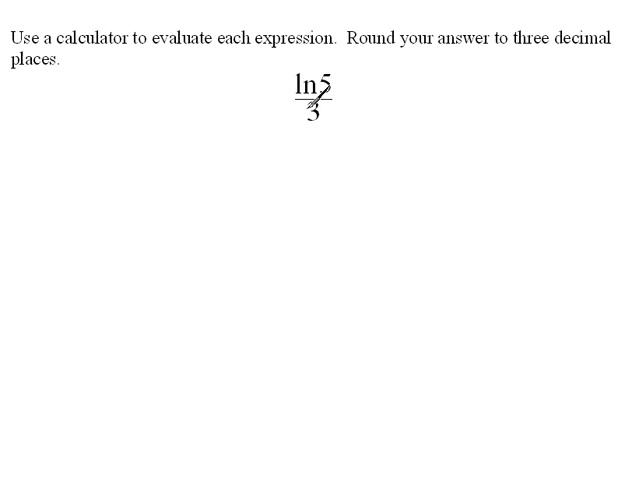 Use a calculator to evaluate each expression. Round your answer to three decimal
places.
ln5
3